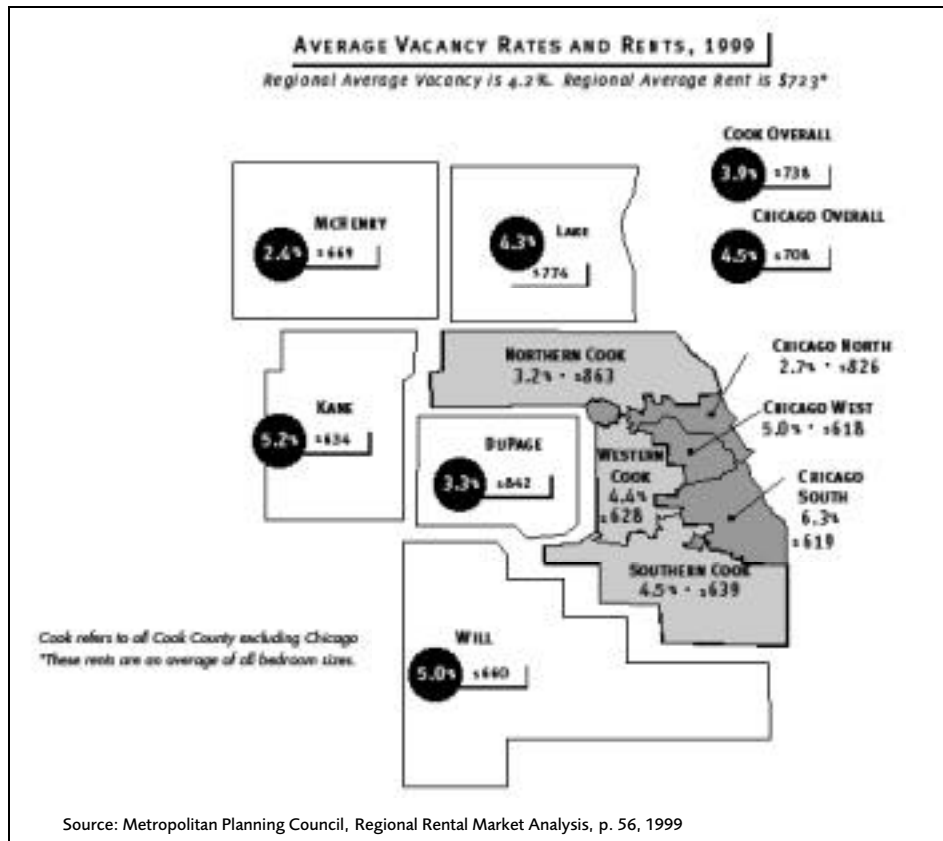 AVERAGE VACANCY RATES AND RENTS, 1999
Regional Average Vacancy is 4.2%. Regional Average Rent is $723*
COOK OVERALL
3.9% $738
CHICAGO OVERALL
4.5% $708
MCHENRY
2.4% $669
LAKE
4.3%
$774
NORTHERN COOK
3.2% · $863
CHICAGO NORTH
2.7% · $826
KANE
5.2% $634
CHICAGO WEST
5.0% · $618
DUPAGE
3.3% $842
WESTERN
COOK
4.4%
$628
CHICAGO
SOUTH
6.3%
$619
SOUTHERN COOK
4.5% · $639
WILL
5.0% $660
Cook refers to all Cook County excluding Chicago
*These rents are an average of all bedroom sizes.
Source: Metropolitan Planning Council, Regional Rental Market Analysis, p. 56, 1999